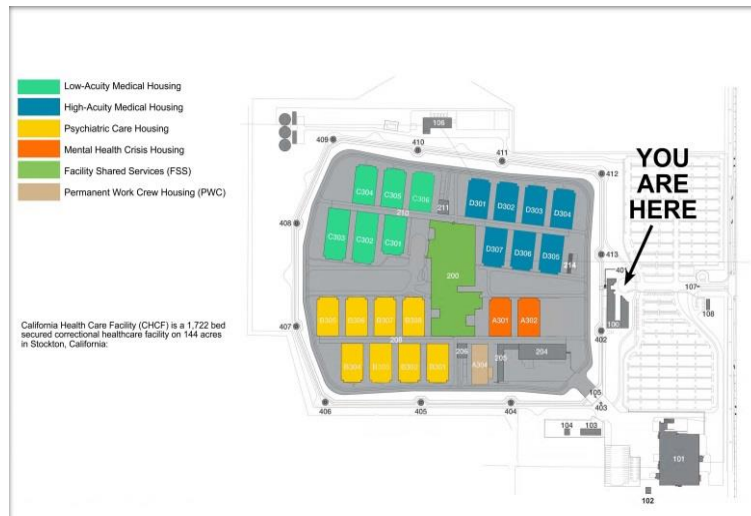 Low-Acuity Medical Housing
High-Acuity Medical Housing
Psychiatric Care Housing
Mental Health Crisis Housing
Facility Shared Services (FSS)
Permanent Work Crew Housing (PWC)
California Health Care Facility (CHCF) is a 1,722 bed
secured correctional healthcare facility on 144 acres
in Stockton, California:
YOU
ARE
HERE
409
410
411
412
408
413
407
406
405
404
403
402
401
C304
C305
C306
211
210
C303
C302
C301
D301
D302
D303
D304
D307
D306
D305
214
200
A301
A302
208
B301
A304
205
204
105
100
107
108
104
103
101
102